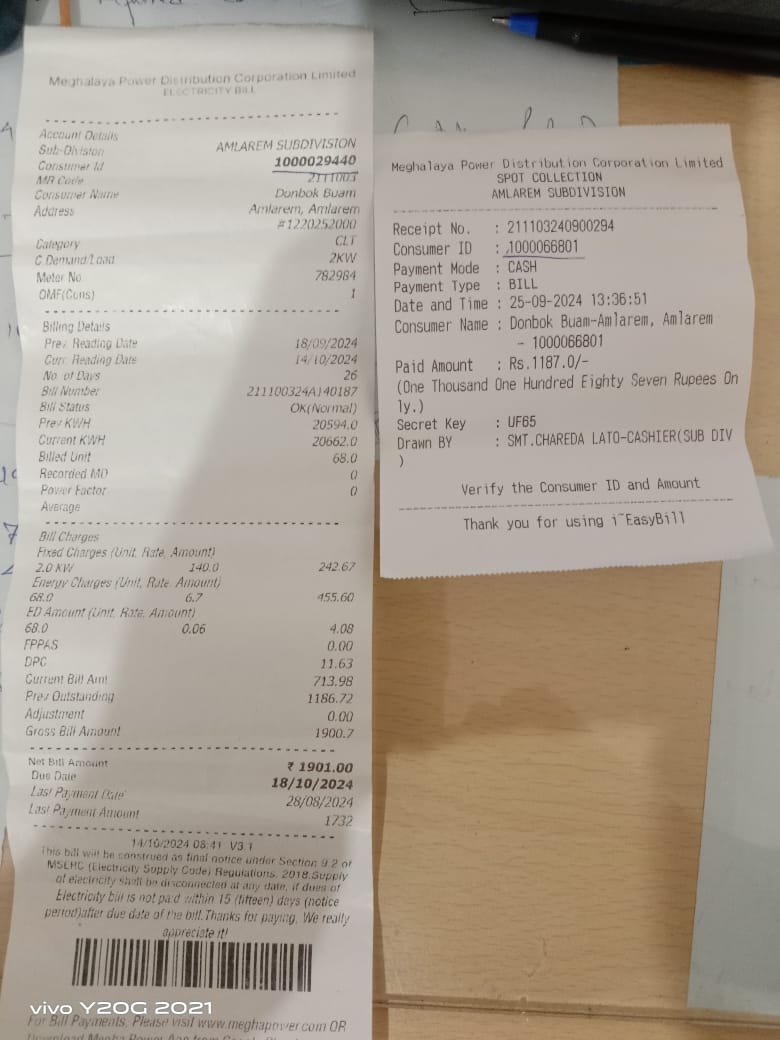 Meghalaya Power Distribution Corporation Limited
ELECTRICITY BILL
Account Details
Sub-Division AMLAREM SUBDIVISION
Consumer Id 1000029440
MR Code 2111003
Consumer Name Donbok Buam
Address Amlarem, Amlarem
#1220252000
Category CLT
C.Demand/Load 2KW
Meter No 782984
OMF(Cons) 1
Billing Details
Prev. Reading Date 18/09/2024
Curr. Reading Date 14/10/2024
No. of Days 26
Bill Number 211100324A140187
Bill Status OK(Normal)
Prev KWH 20594.0
Current KWH 20662.0
Billed Unit 68.0
Recorded MD 0
Power Factor 0
Average
Bill Charges
Fixed Charges (Unit, Rate, Amount)
2.0 KW 140.0 242.67
Energy Charges (Unit, Rate, Amount)
68.0 6.7 455.60
ED Amount (Unit, Rate, Amount)
68.0 0.06 4.08
FPPAS 0.00
DPC 11.63
Current Bill Amt 713.98
Prev Outstanding 1186.72
Adjustment 0.00
Gross Bill Amount 1900.7
Net Bill Amount ₹ 1901.00
Due Date 18/10/2024
Last Payment Date 28/08/2024
Last Payment Amount 1732
14/10/2024 08:41 V3.1
This bill will be construed as final notice under Section 9.2 of
MSERC (Electricity Supply Code) Regulations, 2018.Supply
of electricity shall be disconnected at any date, if dues of
Electricity bill is not paid within 15 (fifteen) days (notice
period)after due date of the bill.Thanks for paying, We really
appreciate it!
For Bill Payments, Please visit www.meghapower.com OR
Meghalaya Power Distribution Corporation Limited
SPOT COLLECTION
AMLAREM SUBDIVISION
Receipt No. : 211103240900294
Consumer ID : 1000066801
Payment Mode : CASH
Payment Type : BILL
Date and Time : 25-09-2024 13:36:51
Consumer Name : Donbok Buam-Amlarem, Amlarem
- 1000066801
Paid Amount : Rs.1187.0/-
(One Thousand One Hundred Eighty Seven Rupees On
ly.)
Secret Key : UF65
Drawn BY : SMT.CHAREDA LATO-CASHIER(SUB DIV
)
Verify the Consumer ID and Amount
Thank you for using i~EasyBill
vivo Y20G 2021